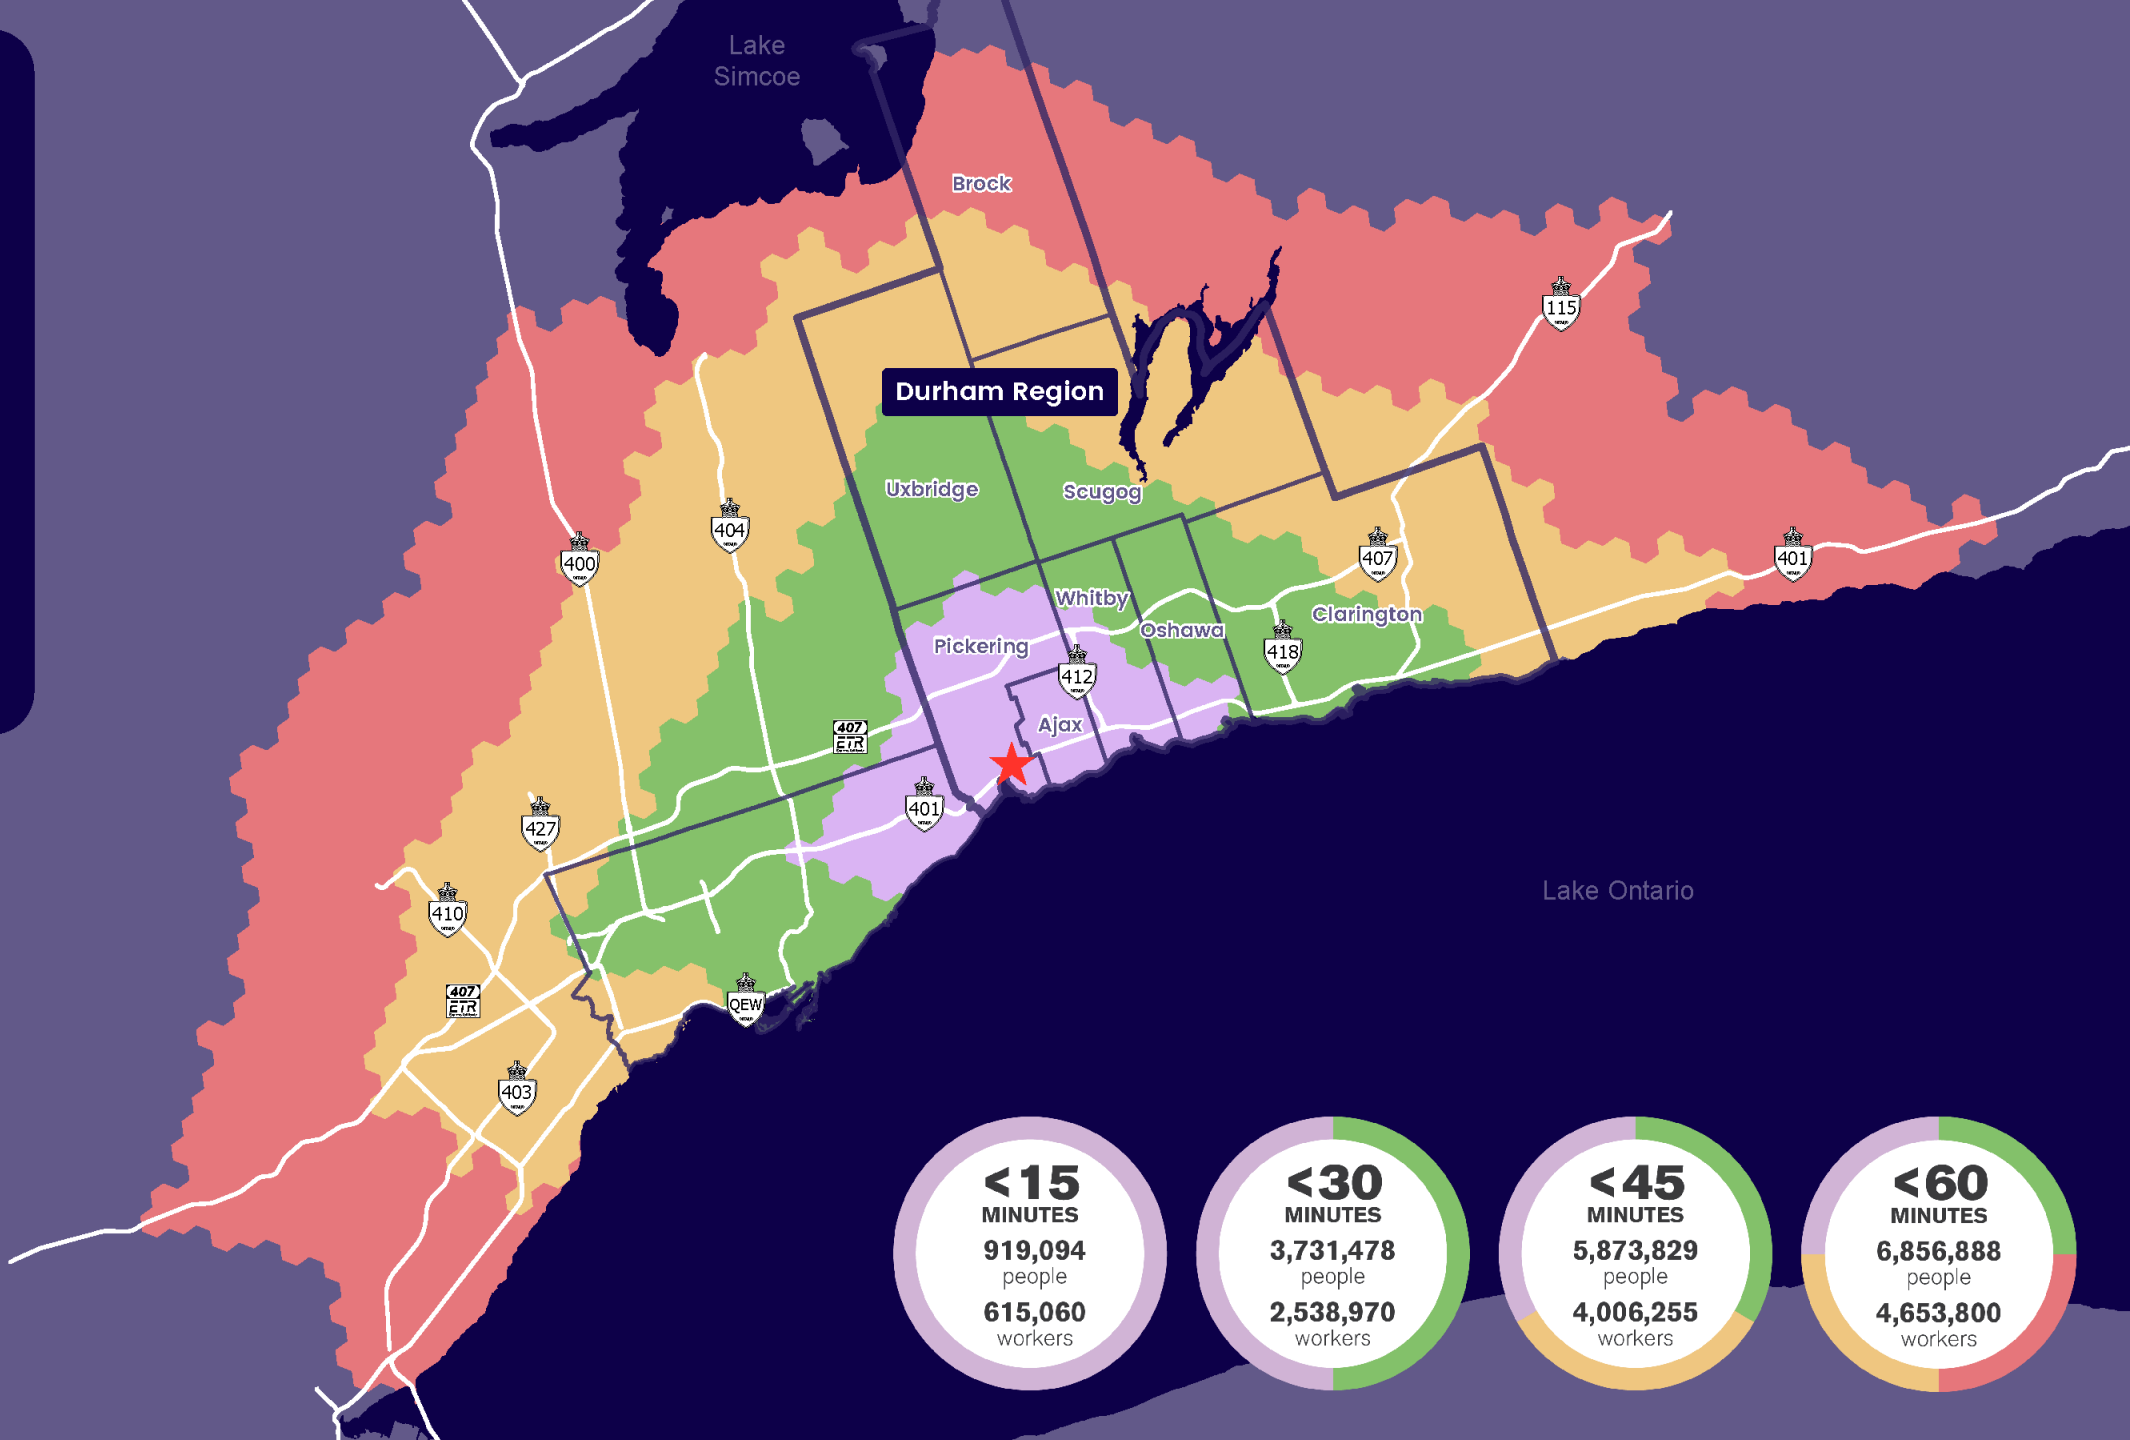 Lake
Simcoe
Brock
115
Durham Region
Uxbridge
Scugog
404
400
407
401
Whitby
Clarington
Oshawa
Pickering
418
412
Ajax
407
ETR
401
427
Lake Ontario
410
407
ETR
QEW
403
<15
MINUTES
919,094
people
615,060
workers
<30
MINUTES
3,731,478
people
2,538,970
workers
<45
MINUTES
5,873,829
people
4,006,255
workers
<60
MINUTES
6,856,888
people
4,653,800
workers